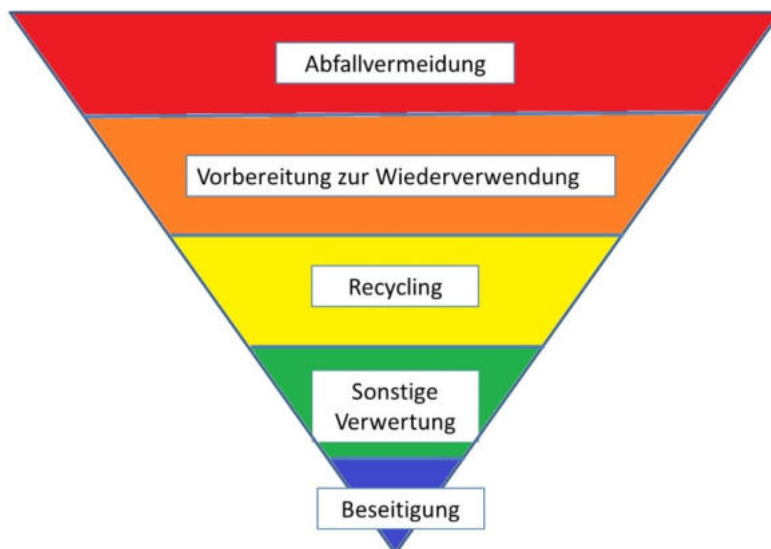 Abfallvermeidung
Vorbereitung zur Wiederverwendung
Recycling
Sonstige
Verwertung
Beseitigung